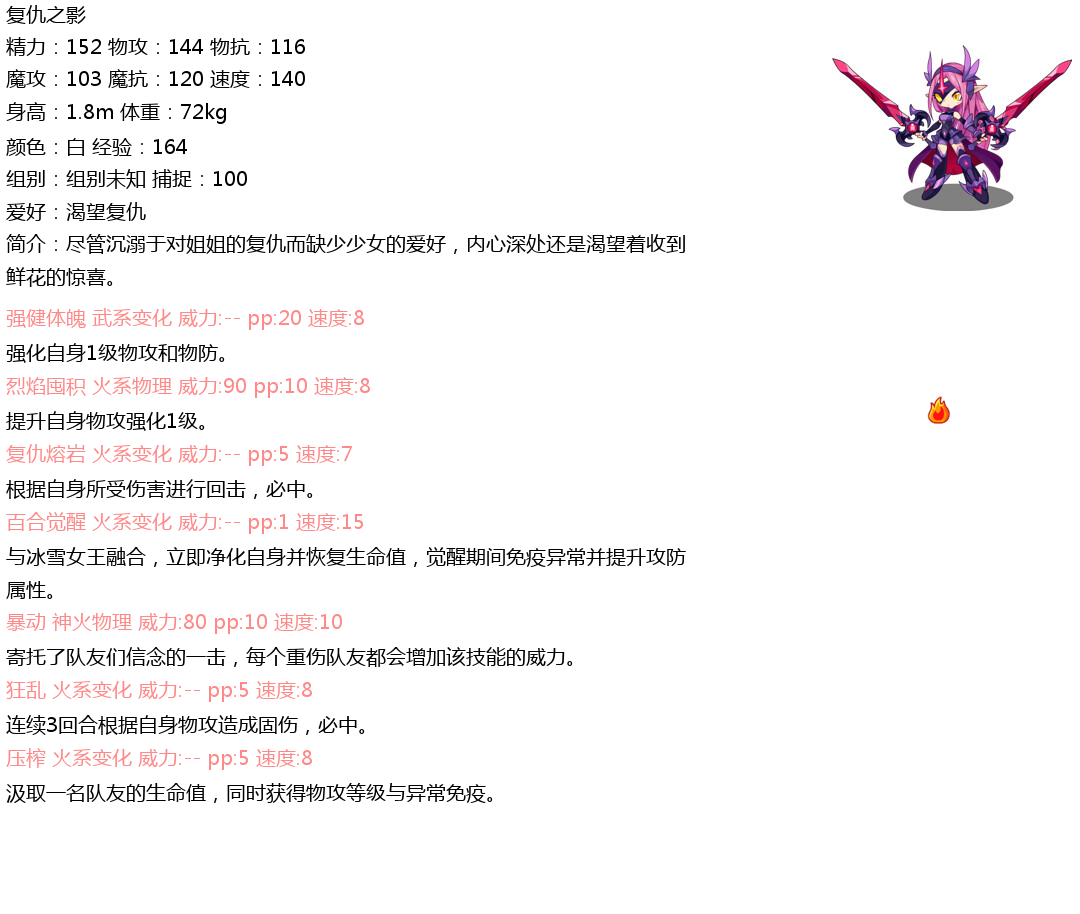 复仇之影
精力：152 物攻：144 物抗：116
魔攻：103 魔抗：120 速度：140
身高：1.8m 体重：72kg
颜色：白 经验：164
组别：组别未知 捕捉：100
爱好：渴望复仇
简介：尽管沉溺于对姐姐的复仇而缺少少女的爱好，内心深处还是渴望着收到
鲜花的惊喜。
强健体魄 武系变化 威力:-- pp:20 速度:8
强化自身1级物攻和物防。
烈焰囤积 火系物理 威力:90 pp:10 速度:8
提升自身物攻强化1级。
复仇熔岩 火系变化 威力:-- pp:5 速度:7
根据自身所受伤害进行回击，必中。
百合觉醒 火系变化 威力:-- pp:1 速度:15
与冰雪女王融合，立即净化自身并恢复生命值，觉醒期间免疫异常并提升攻防
属性。
暴动 神火物理 威力:80 pp:10 速度:10
寄托了队友们信念的一击，每个重伤队友都会增加该技能的威力。
狂乱 火系变化 威力:-- pp:5 速度:8
连续3回合根据自身物攻造成固伤，必中。
压榨 火系变化 威力:-- pp:5 速度:8
汲取一名队友的生命值，同时获得物攻等级与异常免疫。